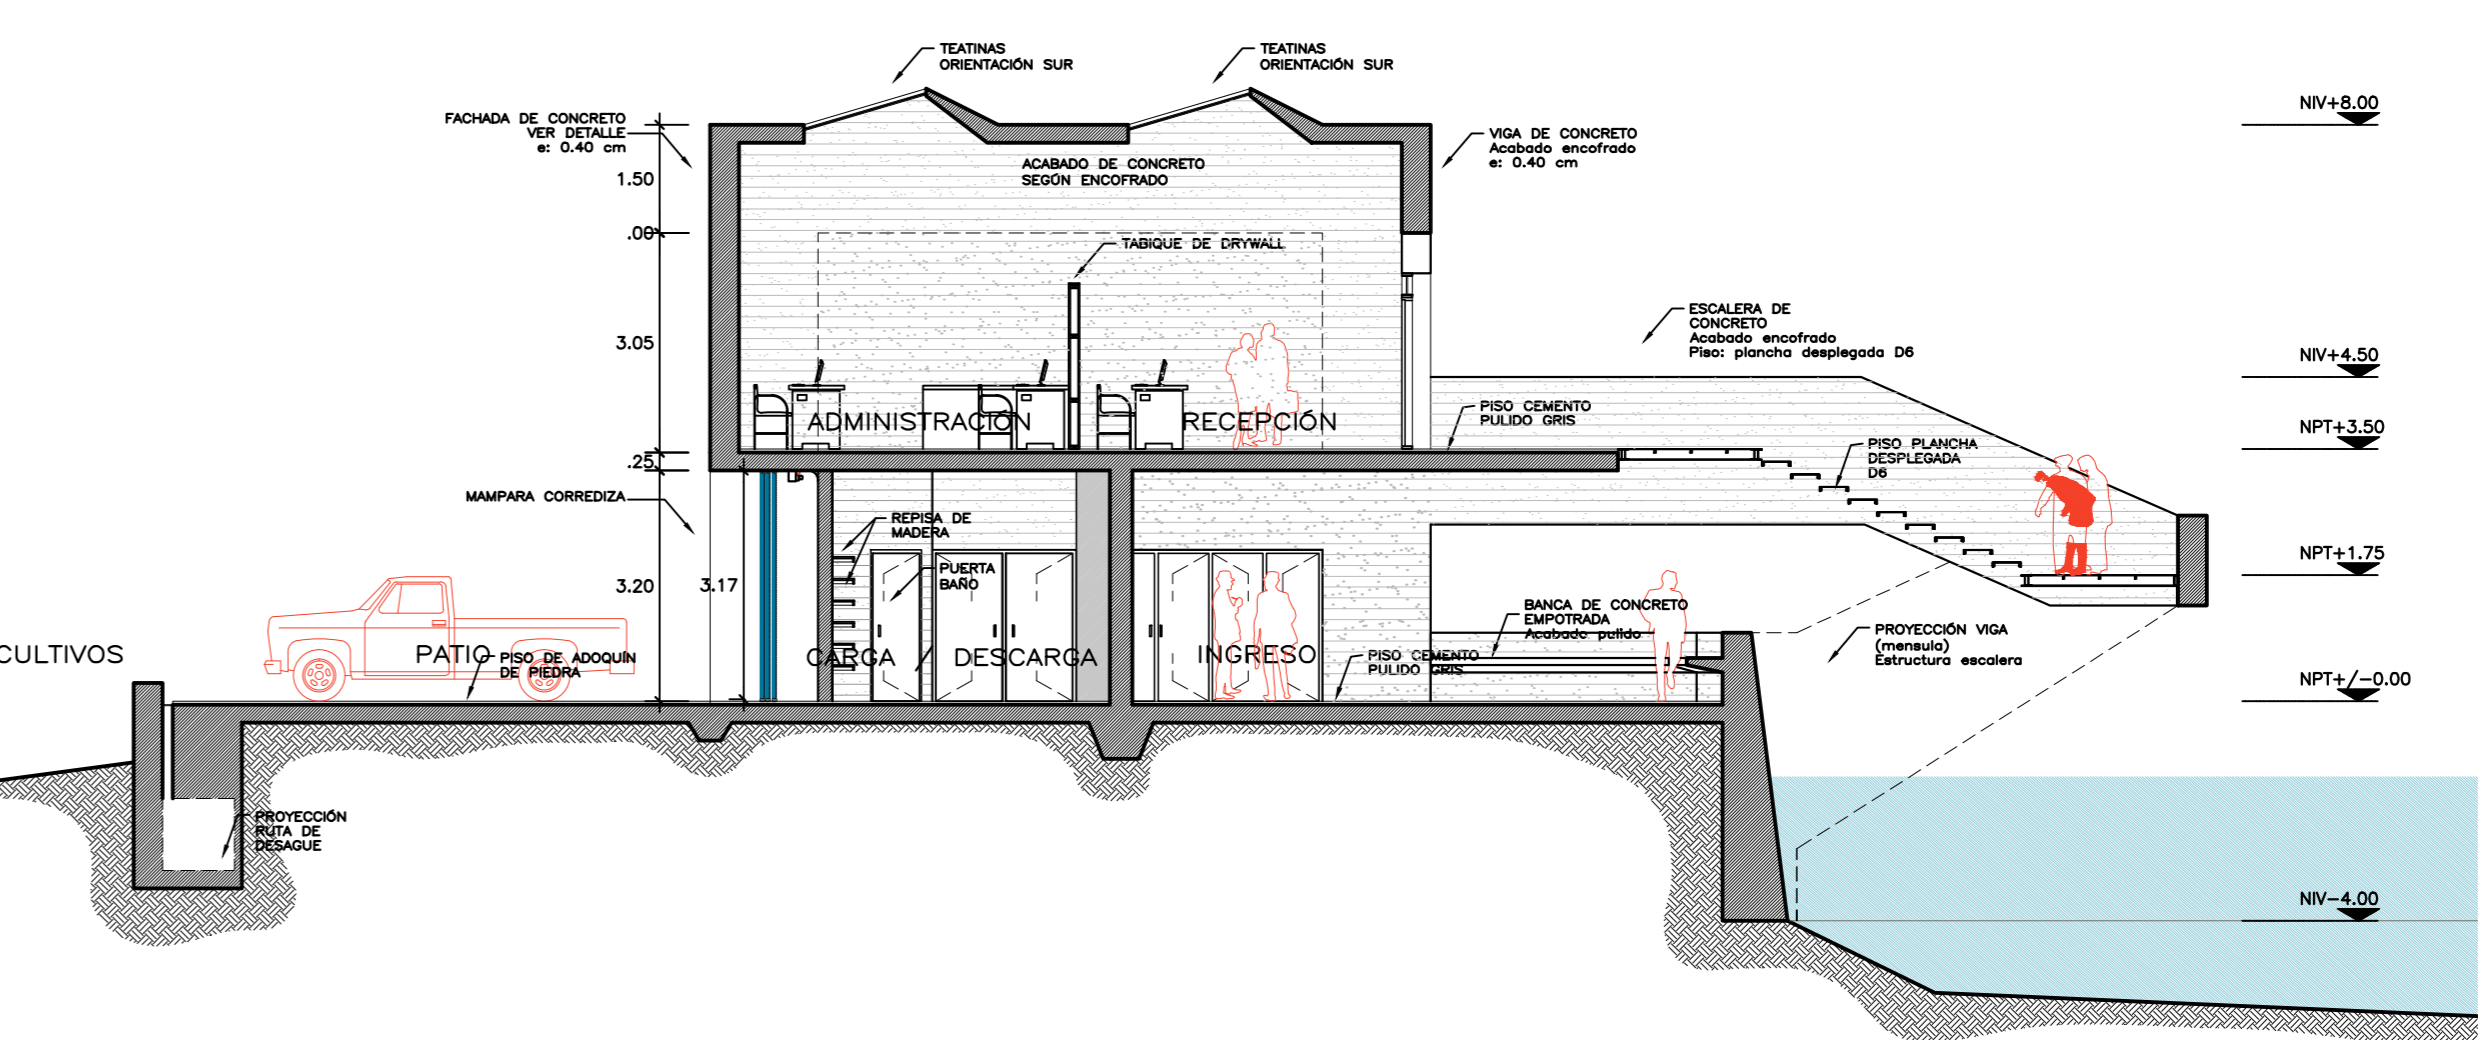 TEATINAS
ORIENTACIÓN SUR
TEATINAS
ORIENTACIÓN SUR
NIV+8.00
FACHADA DE CONCRETO
VER DETALLE
e: 0.40 cm
VIGA DE CONCRETO
Acabado encofrado
e: 0.40 cm
ACABADO DE CONCRETO
SEGÚN ENCOFRADO
1.50
.00
TABIQUE DE DRYWALL
3.05
ESCALERA DE
CONCRETO
Acabado encofrado
Piso: plancha desplegada D6
NIV+4.50
ADMINISTRACIÓN
RECEPCIÓN
PISO CEMENTO
PULIDO GRIS
NPT+3.50
PISO PLANCHA
DESPLEGADA
D6
.25
MAMPARA CORREDIZA
REPISA DE
MADERA
NPT+1.75
PUERTA
BAÑO
3.20
3.17
BANCA DE CONCRETO
EMPOTRADA
Acabado pulido
PROYECCIÓN VIGA
(mensula)
Estructura escalera
CULTIVOS
PATIO
PISO DE ADOQUÍN
DE PIEDRA
CARGA / DESCARGA
INGRESO
PISO CEMENTO
PULIDO GRIS
NPT+/-0.00
PROYECCIÓN
RUTA DE
DESAGUE
NIV-4.00